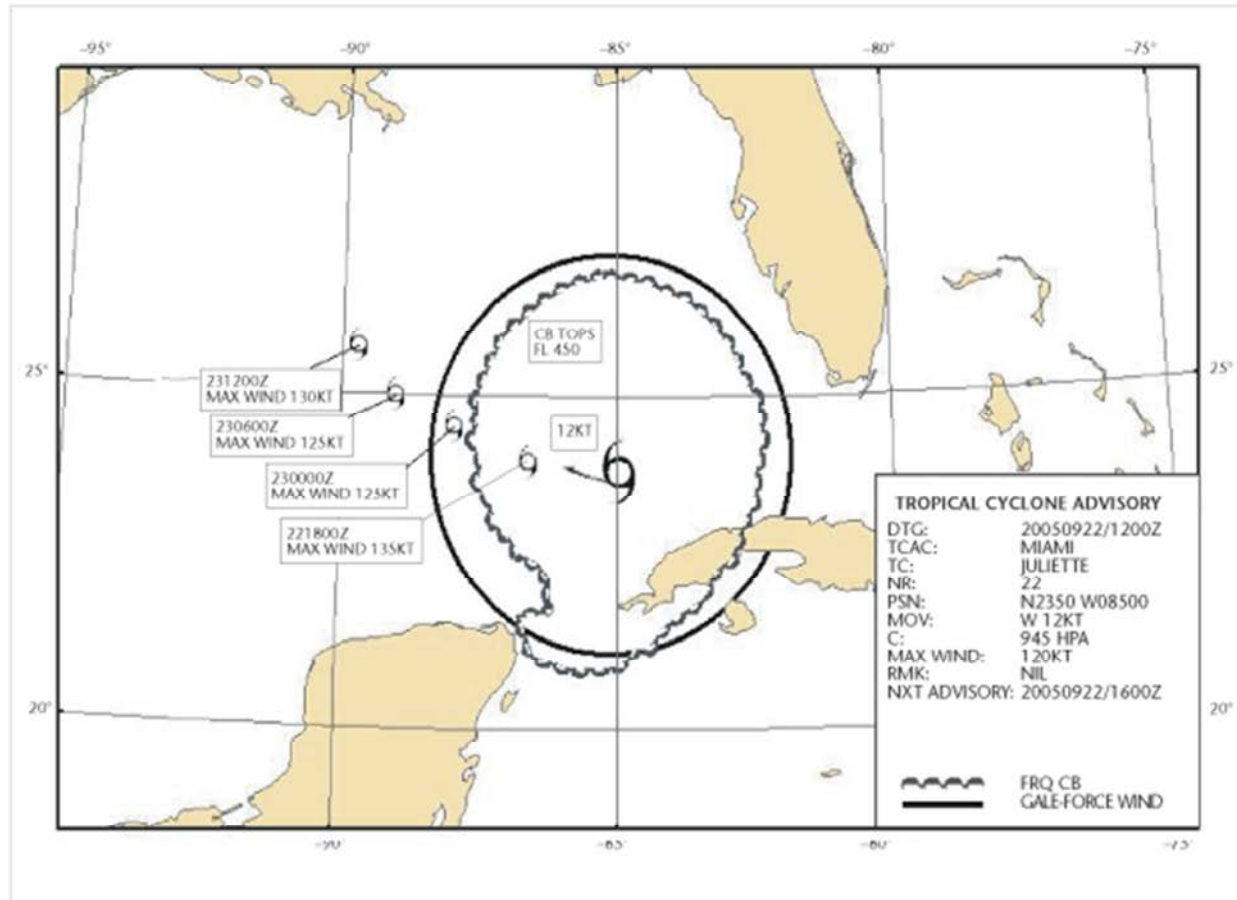 -95°
-90°
-85°
-80°
-75°
CB TOPS
FL 450
25°
25°
231200Z
MAX WIND 130KT
230600Z
MAX WIND 125KT
12KT
230000Z
MAX WIND 125KT
221800Z
MAX WIND 135KT
TROPICAL CYCLONE ADVISORY
DTG: 20050922/1200Z
TCAC: MIAMI
TC: JULIETTE
NR: 22
PSN: N2350 W08500
MOV: W 12KT
C: 945 HPA
MAX WIND: 120KT
RMK: NIL
NXT ADVISORY: 20050922/1600Z
20°
20°
FRQ CB
GALE-FORCE WIND
-90°
-85°
-80°
-75°